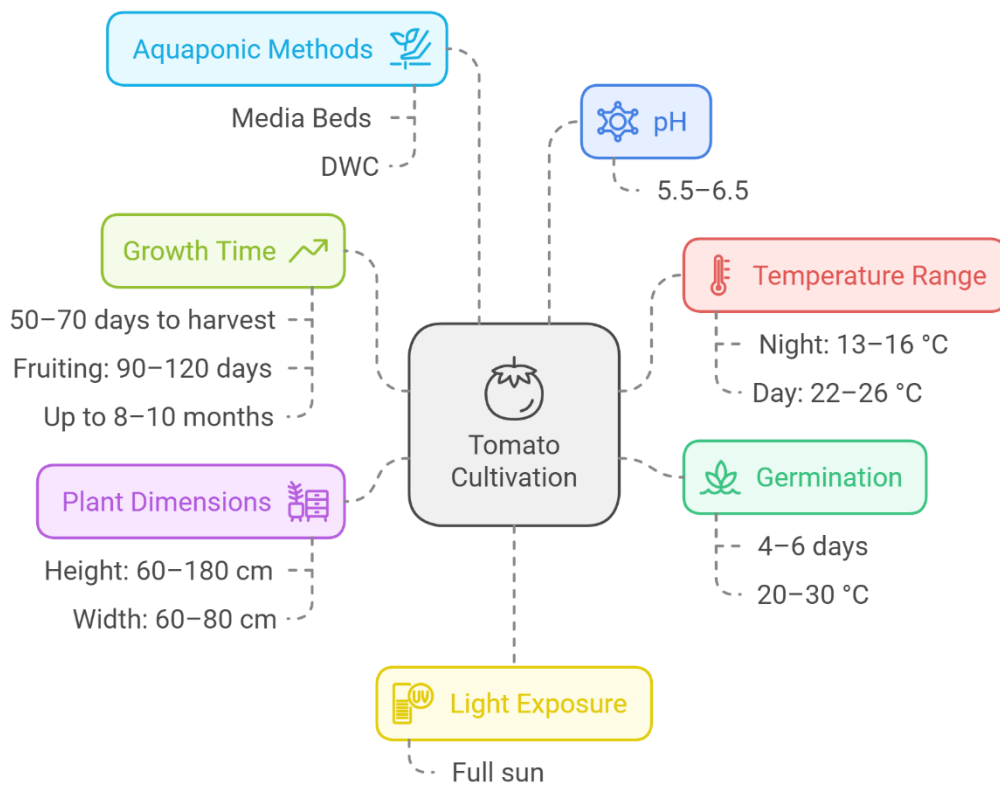 Aquaponic Methods
Media Beds
DWC
pH
5.5–6.5
Growth Time
50–70 days to harvest
Fruiting: 90–120 days
Up to 8–10 months
Temperature Range
Night: 13–16 °C
Day: 22–26 °C
Tomato
Cultivation
Plant Dimensions
Height: 60–180 cm
Width: 60–80 cm
Germination
4–6 days
20–30 °C
UV
Light Exposure
Full sun